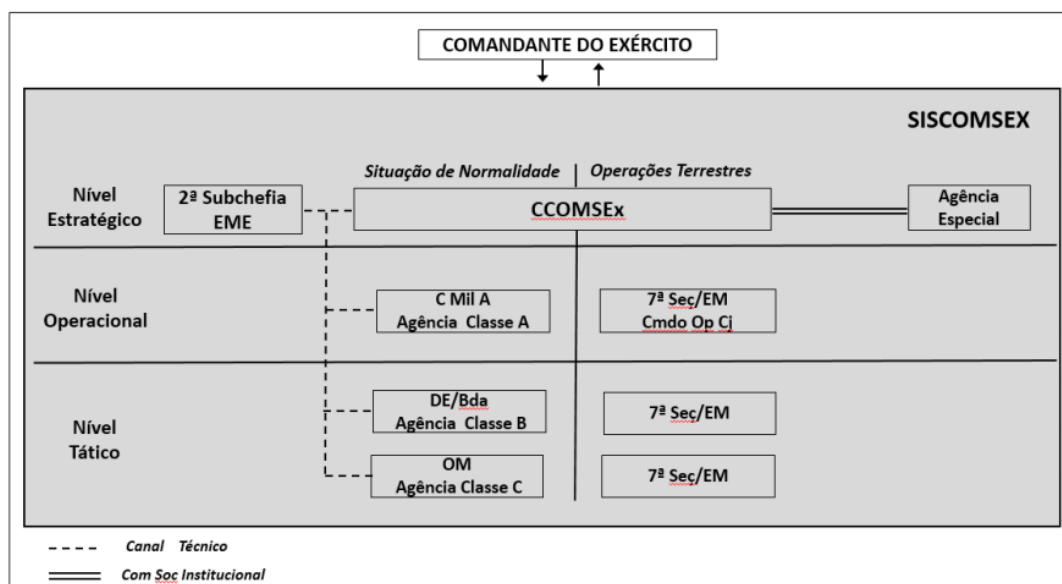 COMANDANTE DO EXÉRCITO
SISCOMSEX
Situação de Normalidade
Operações Terrestres
Nível
Estratégico
2ª Subchefia
EME
CCOMSEx
Agência
Especial
Nível
Operacional
C Mil A
Agência Classe A
7ª Seç/EM
Cmdo Op Cj
Nível
Tático
DE/Bda
Agência Classe B
7ª Seç/EM
OM
Agência Classe C
7ª Seç/EM
Canal Técnico
Com Soc Institucional